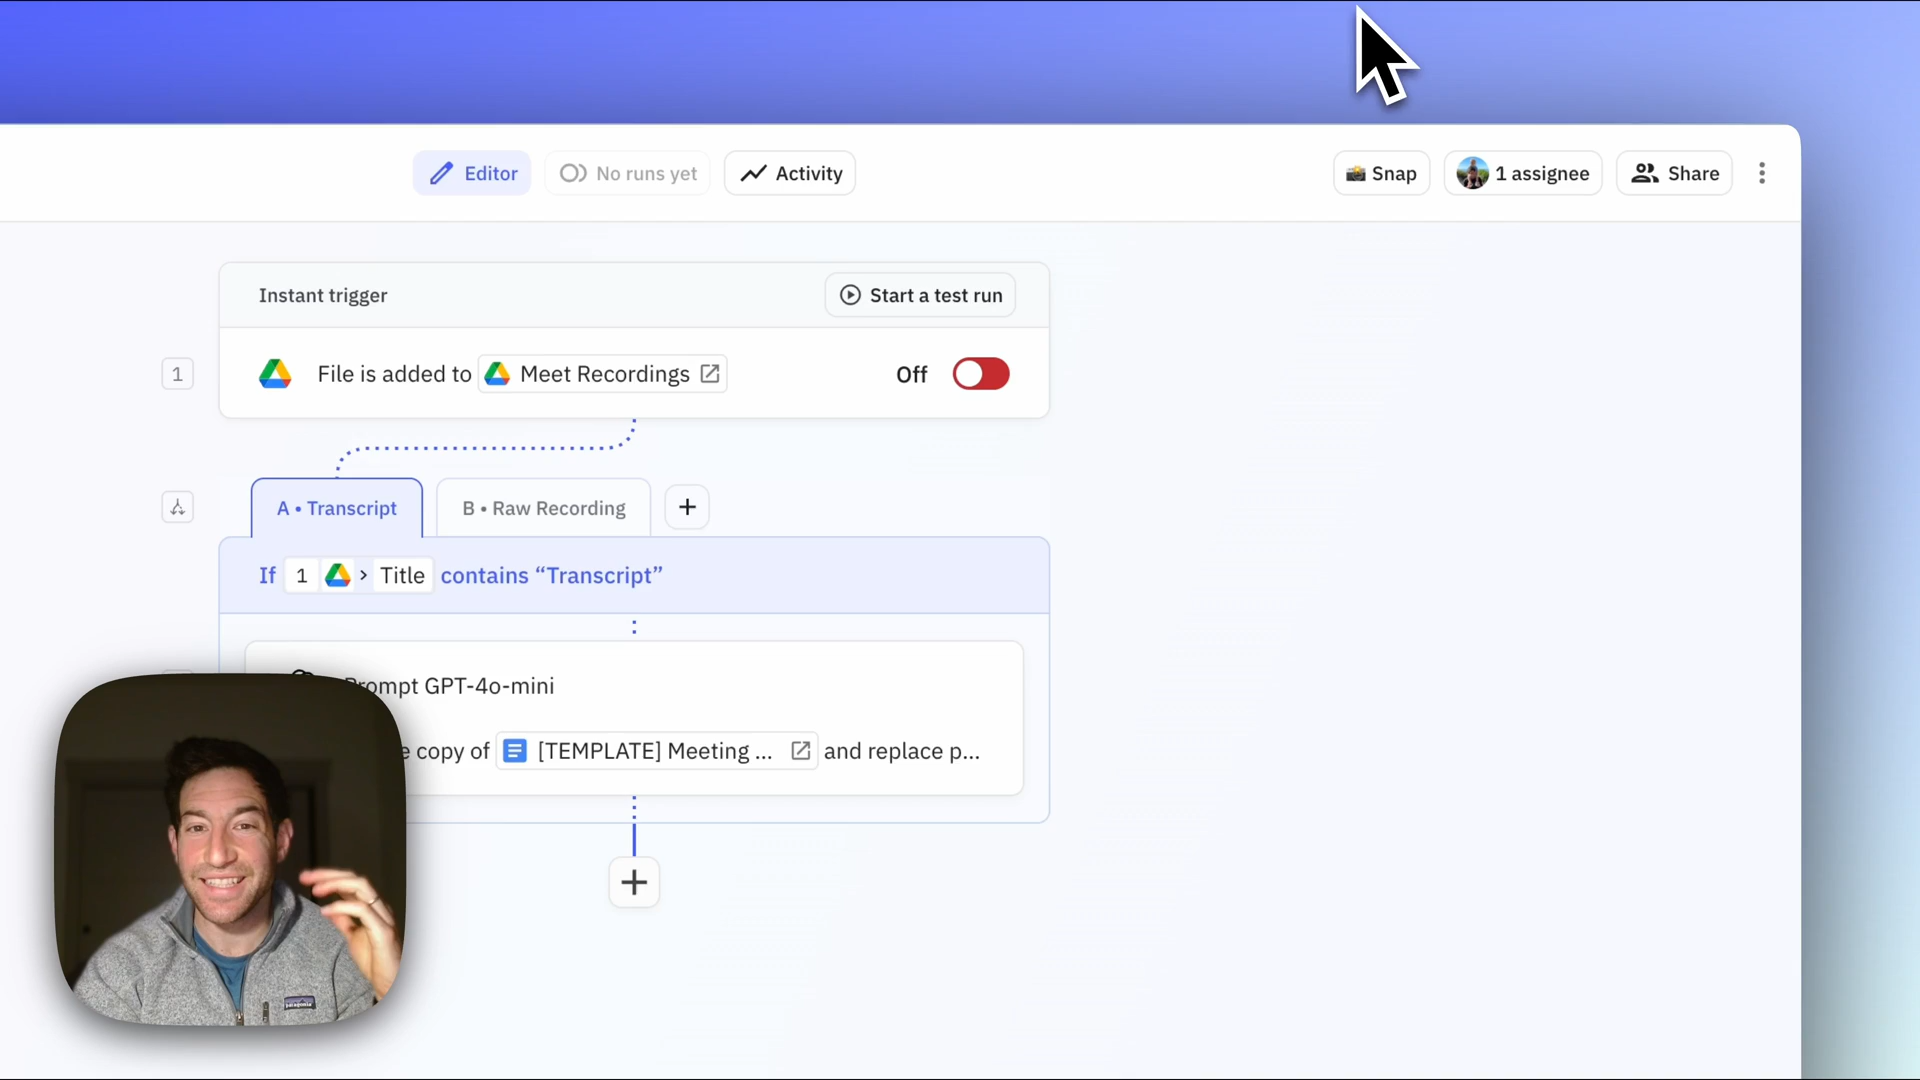 Editor
No runs yet
Activity
Snap
1 assignee
Share
Instant trigger
Start a test run
1
File is added to Meet Recordings
Off
A • Transcript
B • Raw Recording
If 1 > Title contains “Transcript”
Prompt GPT-4o-mini
copy of [TEMPLATE] Meeting ... and replace p...
patagonia